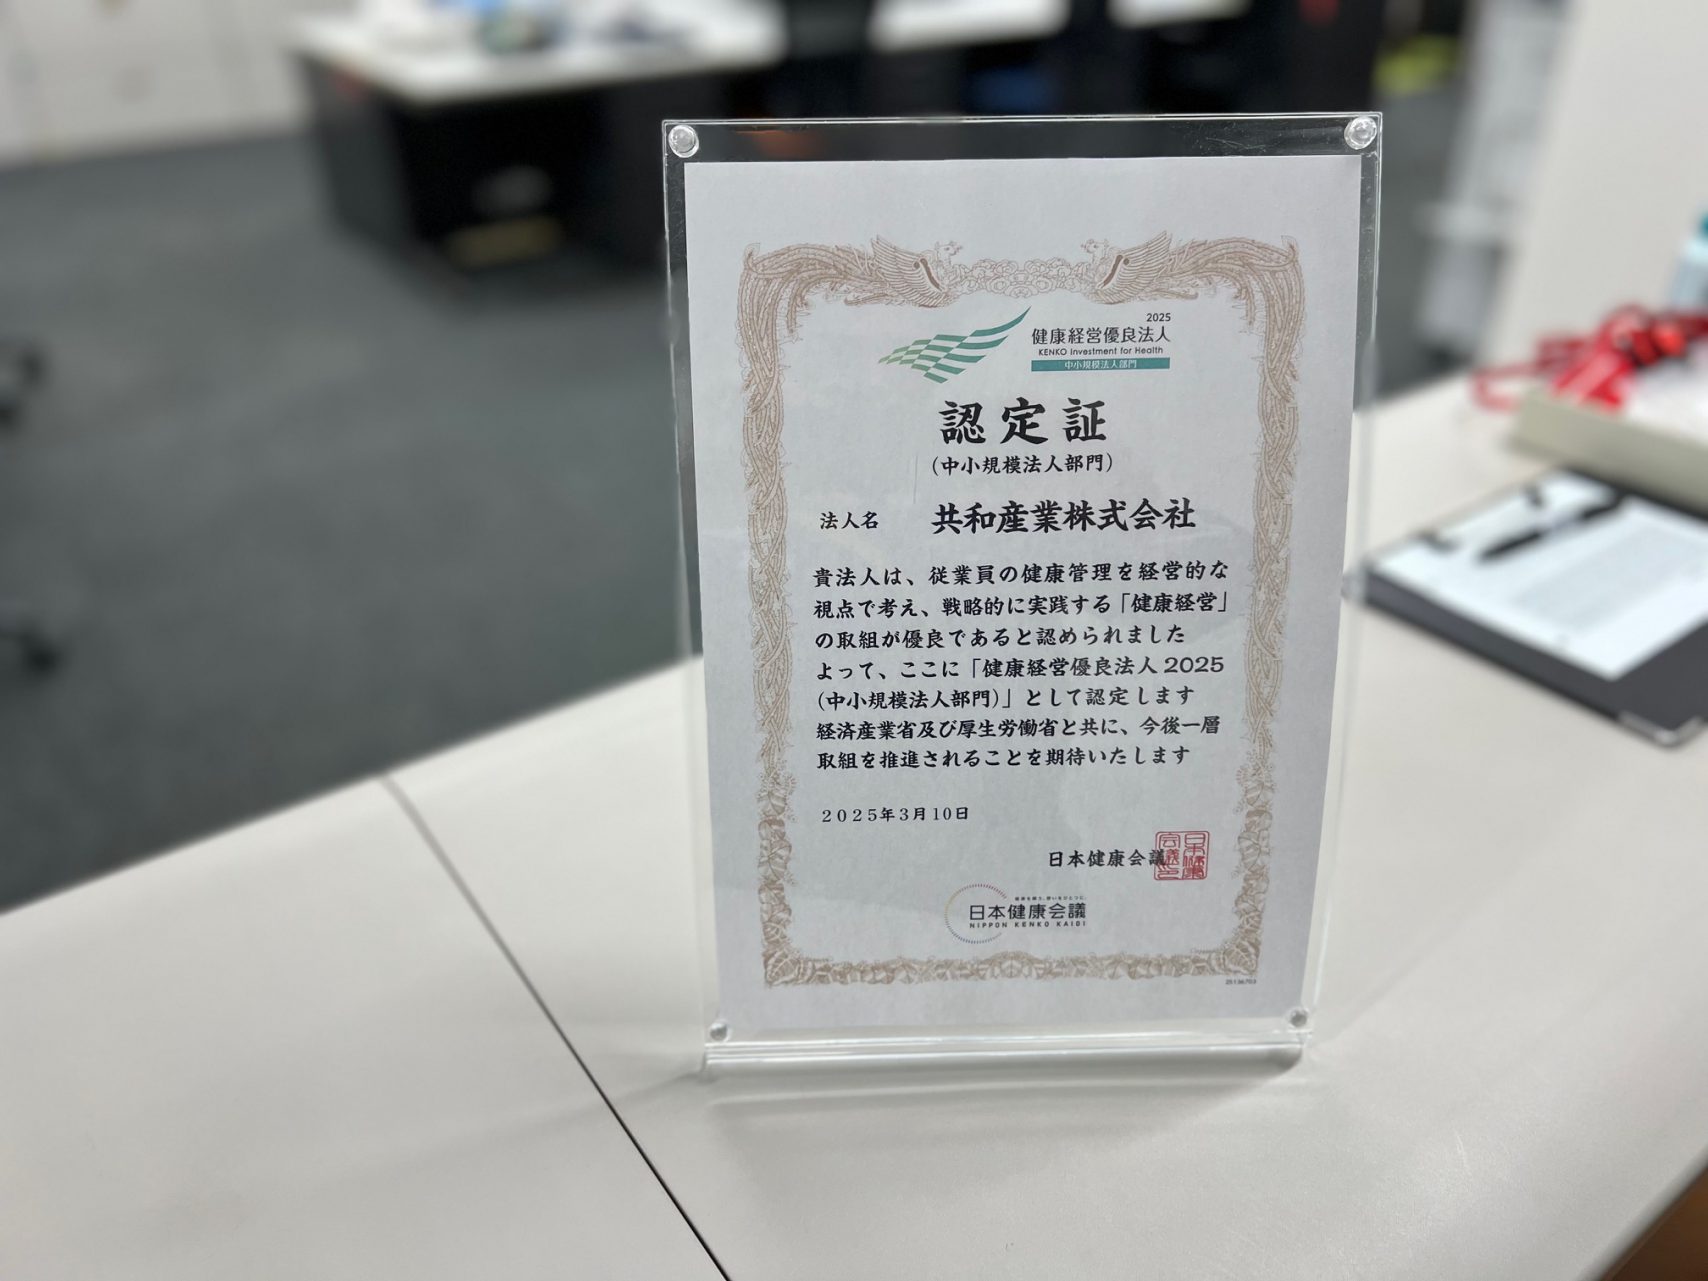 2025
健康経営優良法人
KENKO Investment for Health
中小規模法人部門
認定証
(中小規模法人部門)
法人名 共和産業株式会社
貴法人は、従業員の健康管理を経営的な
視点で考え、戦略的に実践する「健康経営」
の取組が優良であると認められました
よって、ここに「健康経営優良法人2025
(中小規模法人部門)」として認定します
経済産業省及び厚生労働省と共に、今後一層
取組を推進されることを期待いたします
2025年3月10日
日本健康会議
日本健康会議
NIPPON KENKO KAIGI